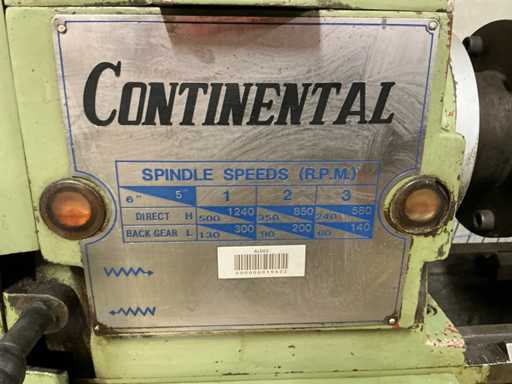 CONTINENTAL
SPINDLE SPEEDS (R.P.M.)
6" 5" 1 2 3
DIRECT H 500 1240 350 850 240 580
BACK GEAR L 130 300 90 200 60 140